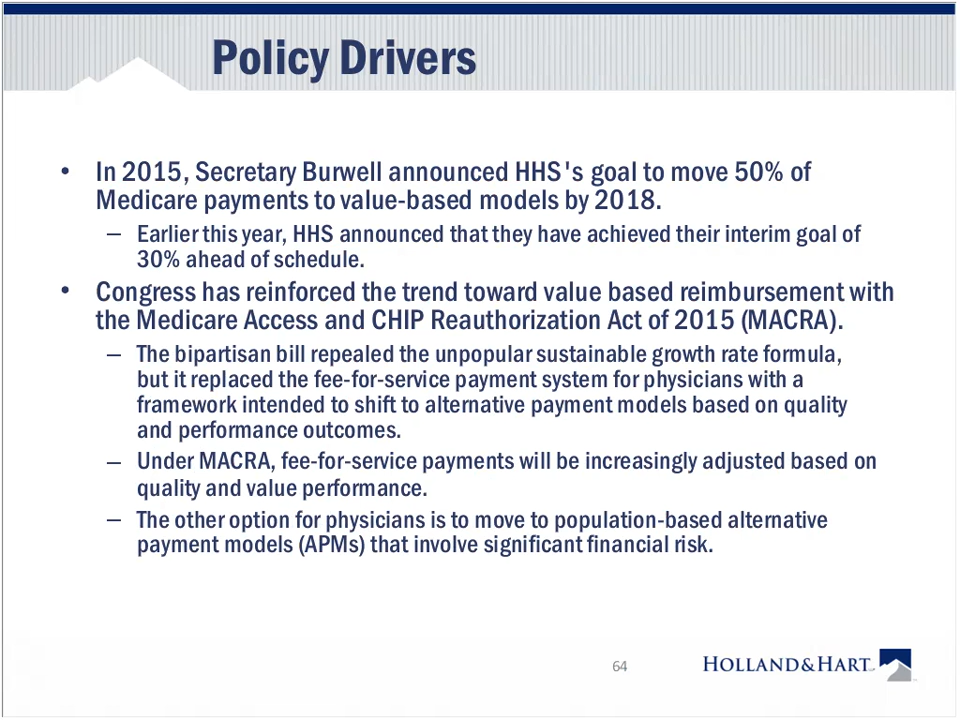 Policy Drivers
• In 2015, Secretary Burwell announced HHS's goal to move 50% of
Medicare payments to value-based models by 2018.
– Earlier this year, HHS announced that they have achieved their interim goal of
30% ahead of schedule.
• Congress has reinforced the trend toward value based reimbursement with
the Medicare Access and CHIP Reauthorization Act of 2015 (MACRA).
– The bipartisan bill repealed the unpopular sustainable growth rate formula,
but it replaced the fee-for-service payment system for physicians with a
framework intended to shift to alternative payment models based on quality
and performance outcomes.
– Under MACRA, fee-for-service payments will be increasingly adjusted based on
quality and value performance.
– The other option for physicians is to move to population-based alternative
payment models (APMs) that involve significant financial risk.
64
HOLLAND&HART